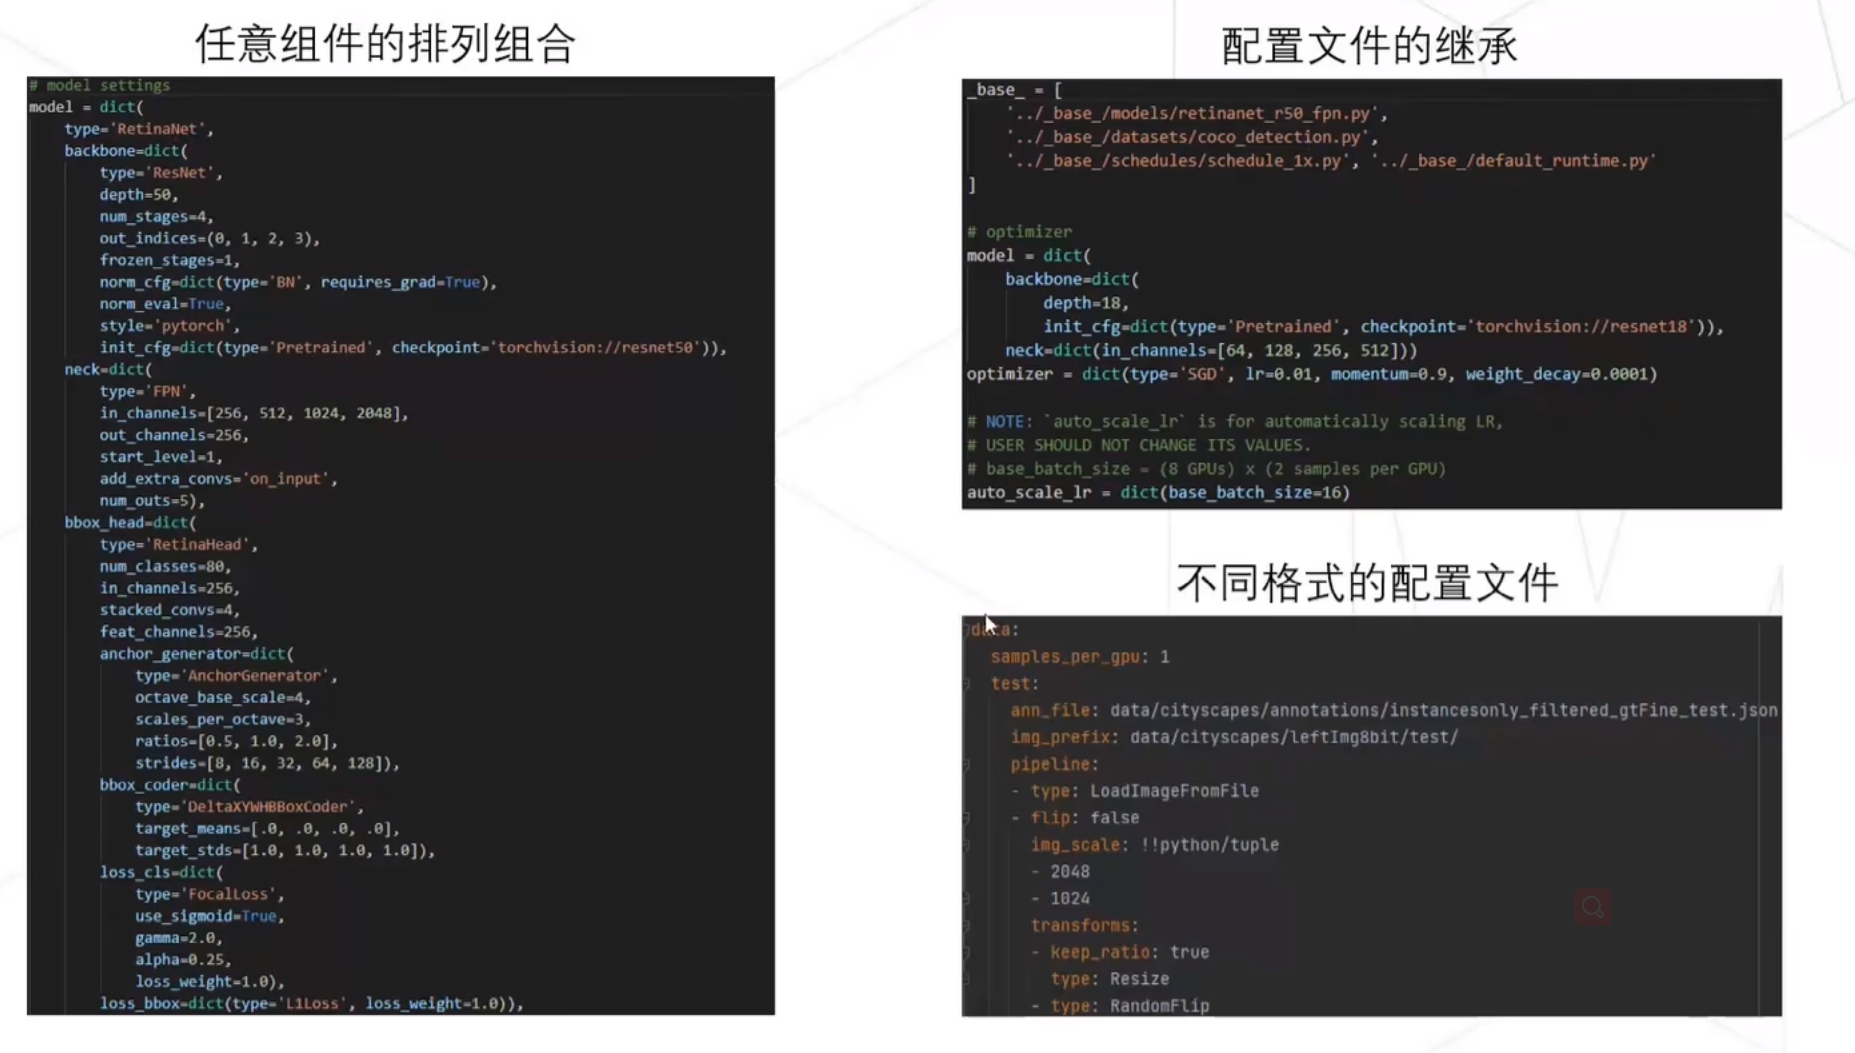 任意组件的排列组合
# model settings
model = dict(
    type='RetinaNet',
    backbone=dict(
        type='ResNet',
        depth=50,
        num_stages=4,
        out_indices=(0, 1, 2, 3),
        frozen_stages=1,
        norm_cfg=dict(type='BN', requires_grad=True),
        norm_eval=True,
        style='pytorch',
        init_cfg=dict(type='Pretrained', checkpoint='torchvision://resnet50')),
    neck=dict(
        type='FPN',
        in_channels=[256, 512, 1024, 2048],
        out_channels=256,
        start_level=1,
        add_extra_convs='on_input',
        num_outs=5),
    bbox_head=dict(
        type='RetinaHead',
        num_classes=80,
        in_channels=256,
        stacked_convs=4,
        feat_channels=256,
        anchor_generator=dict(
            type='AnchorGenerator',
            octave_base_scale=4,
            scales_per_octave=3,
            ratios=[0.5, 1.0, 2.0],
            strides=[8, 16, 32, 64, 128]),
        bbox_coder=dict(
            type='DeltaXYWHBBoxCoder',
            target_means=[.0, .0, .0, .0],
            target_stds=[1.0, 1.0, 1.0, 1.0]),
        loss_cls=dict(
            type='FocalLoss',
            use_sigmoid=True,
            gamma=2.0,
            alpha=0.25,
            loss_weight=1.0),
        loss_bbox=dict(type='L1Loss', loss_weight=1.0)),
配置文件的继承
_base_ = [
    '../_base_/models/retinanet_r50_fpn.py',
    '../_base_/datasets/coco_detection.py',
    '../_base_/schedules/schedule_1x.py', '../_base_/default_runtime.py'
]
# optimizer
model = dict(
    backbone=dict(
        depth=18,
        init_cfg=dict(type='Pretrained', checkpoint='torchvision://resnet18')),
    neck=dict(in_channels=[64, 128, 256, 512]))
optimizer = dict(type='SGD', lr=0.01, momentum=0.9, weight_decay=0.0001)
# NOTE: `auto_scale_lr` is for automatically scaling LR,
# USER SHOULD NOT CHANGE ITS VALUES.
# base_batch_size = (8 GPUs) x (2 samples per GPU)
auto_scale_lr = dict(base_batch_size=16)
不同格式的配置文件
data:
  samples_per_gpu: 1
  test:
    ann_file: data/cityscapes/annotations/instancesonly_filtered_gtFine_test.json
    img_prefix: data/cityscapes/leftImg8bit/test/
    pipeline:
    - type: LoadImageFromFile
    - flip: false
      img_scale: !!python/tuple
      - 2048
      - 1024
      transforms:
      - keep_ratio: true
        type: Resize
      - type: RandomFlip